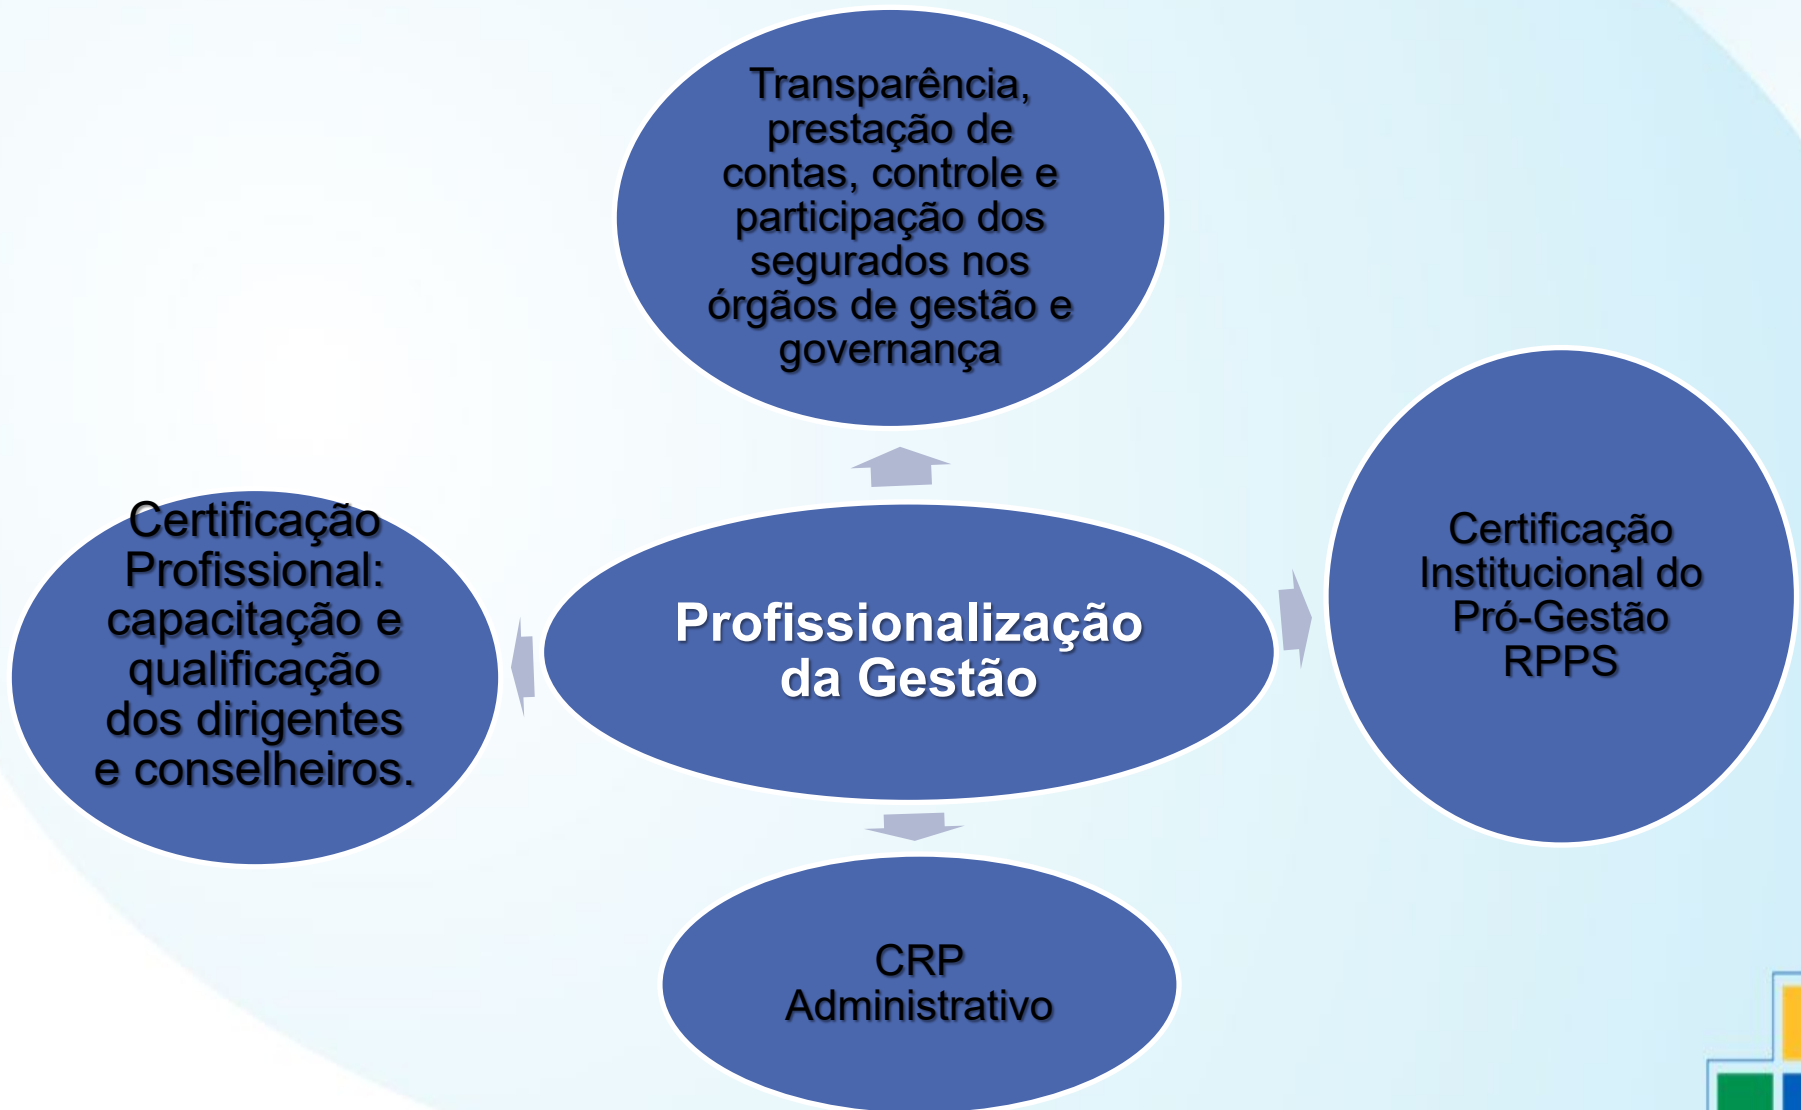 Transparência,
prestação de
contas, controle e
participação dos
segurados nos
órgãos de gestão e
governança
Certificação
Profissional:
capacitação e
qualificação
dos dirigentes
e conselheiros.
Profissionalização
da Gestão
Certificação
Institucional do
Pró-Gestão
RPPS
CRP
Administrativo